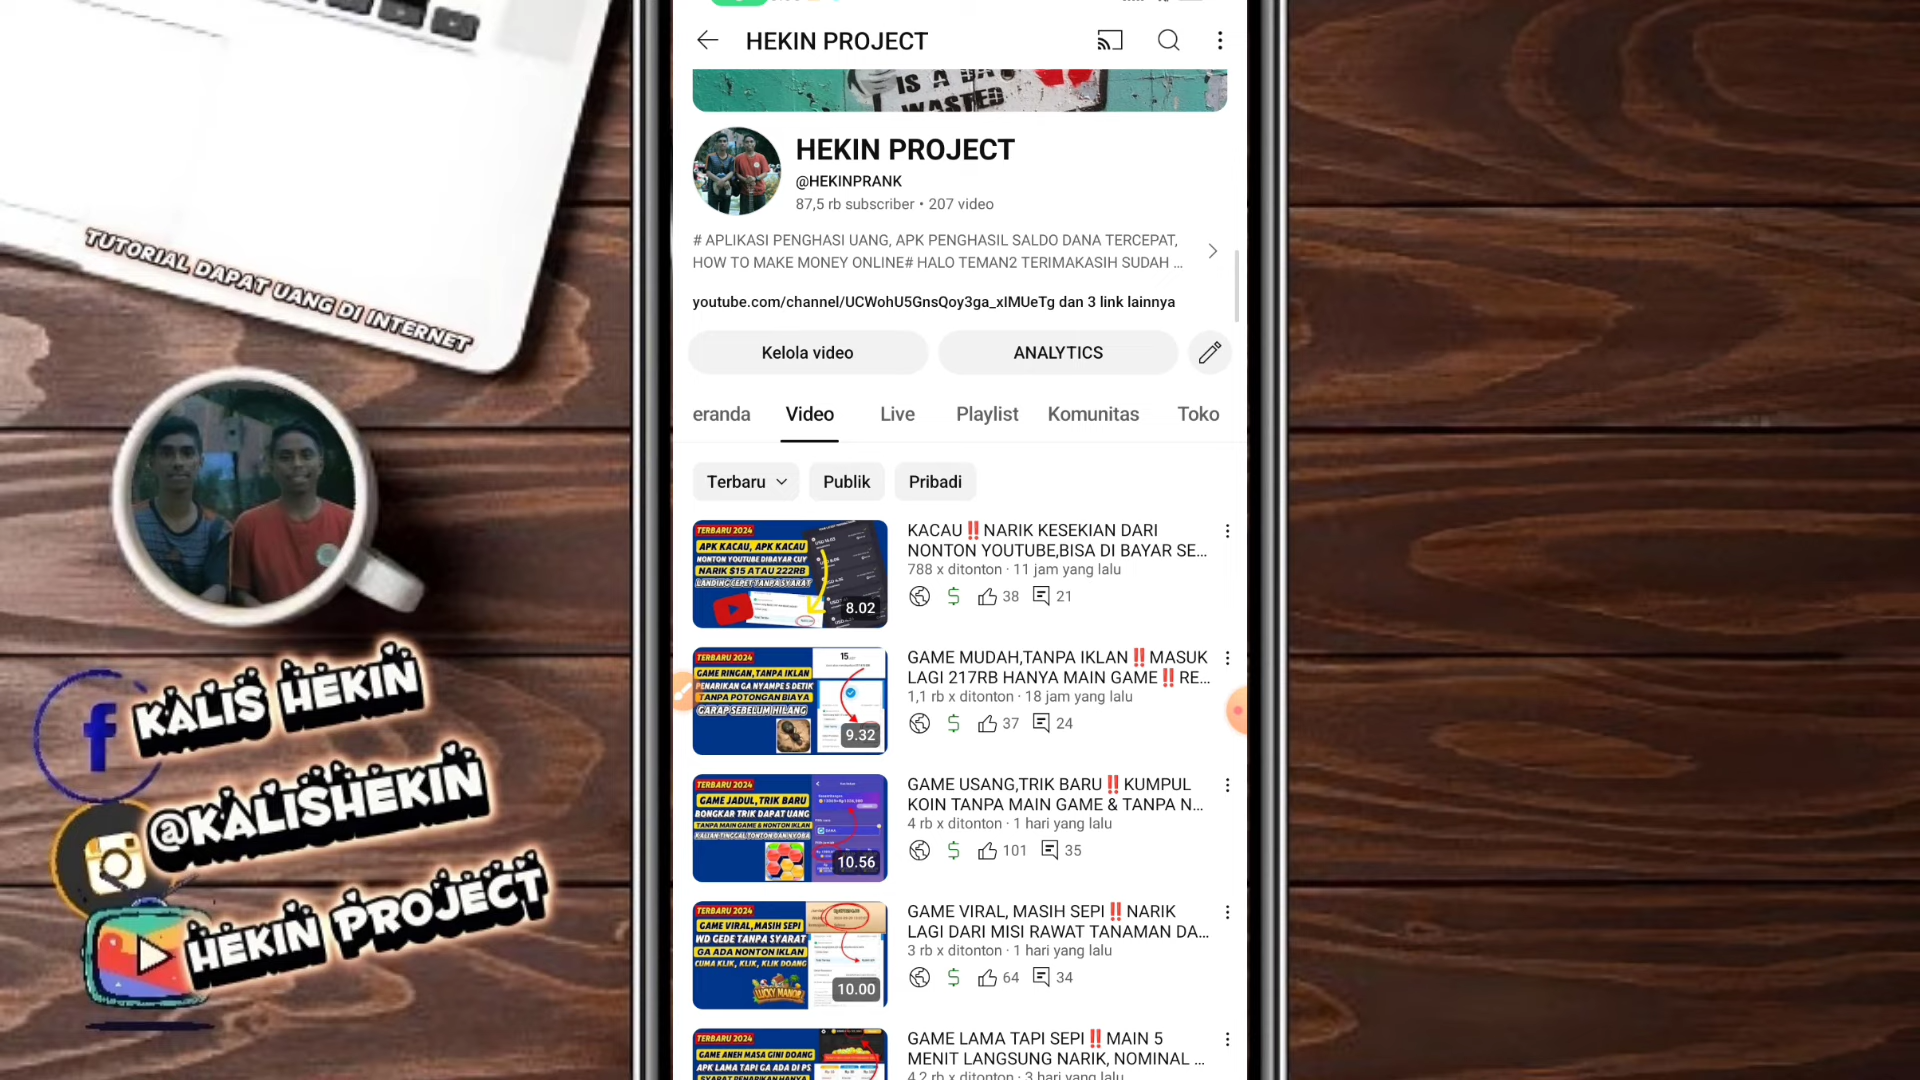 HEKIN PROJECT
IS A DAY
WASTED
HEKIN PROJECT
@HEKINPRANK
87,5 rb subscriber • 207 video
# APLIKASI PENGHASI UANG, APK PENGHASIL SALDO DANA TERCEPAT,
HOW TO MAKE MONEY ONLINE# HALO TEMAN2 TERIMAKASIH SUDAH ...
youtube.com/channel/UCWohU5GnsQoy3ga_xIMUeTg dan 3 link lainnya
Kelola video
ANALYTICS
eranda
Video
Live
Playlist
Komunitas
Toko
Terbaru
Publik
Pribadi
TERBARU 2024
APK KACAU, APK KACAU
NONTON YOUTUBE DIBAYAR CUY
NARIK $15 ATAU 222RB
LANDING CEPET TANPA SYARAT
8.02
KACAU‼️NARIK KESEKIAN DARI
NONTON YOUTUBE,BISA DI BAYAR SE...
788 x ditonton · 11 jam yang lalu
38
21
TERBARU 2024
GAME RINGAN,TANPA IKLAN
PENARIKAN GA NYAMPE 5 DETIK
TANPA POTONGAN BIAYA
GARAP SEBELUM HILANG
9.32
GAME MUDAH,TANPA IKLAN‼️MASUK
LAGI 217RB HANYA MAIN GAME‼️RE...
1,1 rb x ditonton · 18 jam yang lalu
37
24
TERBARU 2024
GAME JADUL,TRIK BARU
BONGKAR TRIK DAPAT UANG
TANPA MAIN GAME & NONTON IKLAN
KALIAN TINGGAL TONTON DAN NYOBA
10.56
GAME USANG,TRIK BARU‼️KUMPUL
KOIN TANPA MAIN GAME & TANPA N...
4 rb x ditonton · 1 hari yang lalu
101
35
TERBARU 2024
GAME VIRAL,MASIH SEPI
WD GEDE TANPA SYARAT
GA ADA NONTON IKLAN
CUMA KLIK, KLIK, KLIK DOANG
LUCKY MANOR
10.00
GAME VIRAL, MASIH SEPI‼️NARIK
LAGI DARI MISI RAWAT TANAMAN DA...
3 rb x ditonton · 1 hari yang lalu
64
34
TERBARU 2024
GAME ANEH MASA GINI DOANG
APK LAMA TAPI GA ADA DI PS
GAME LAMA TAPI SEPI‼️MAIN 5
MENIT LANGSUNG NARIK, NOMINAL ...
4,2 rb x ditonton · 3 hari yang lalu
TUTORIAL DAPAT UANG DI INTERNET
KALIS HEKIN
@KALISHEKIN
HEKIN PROJECT